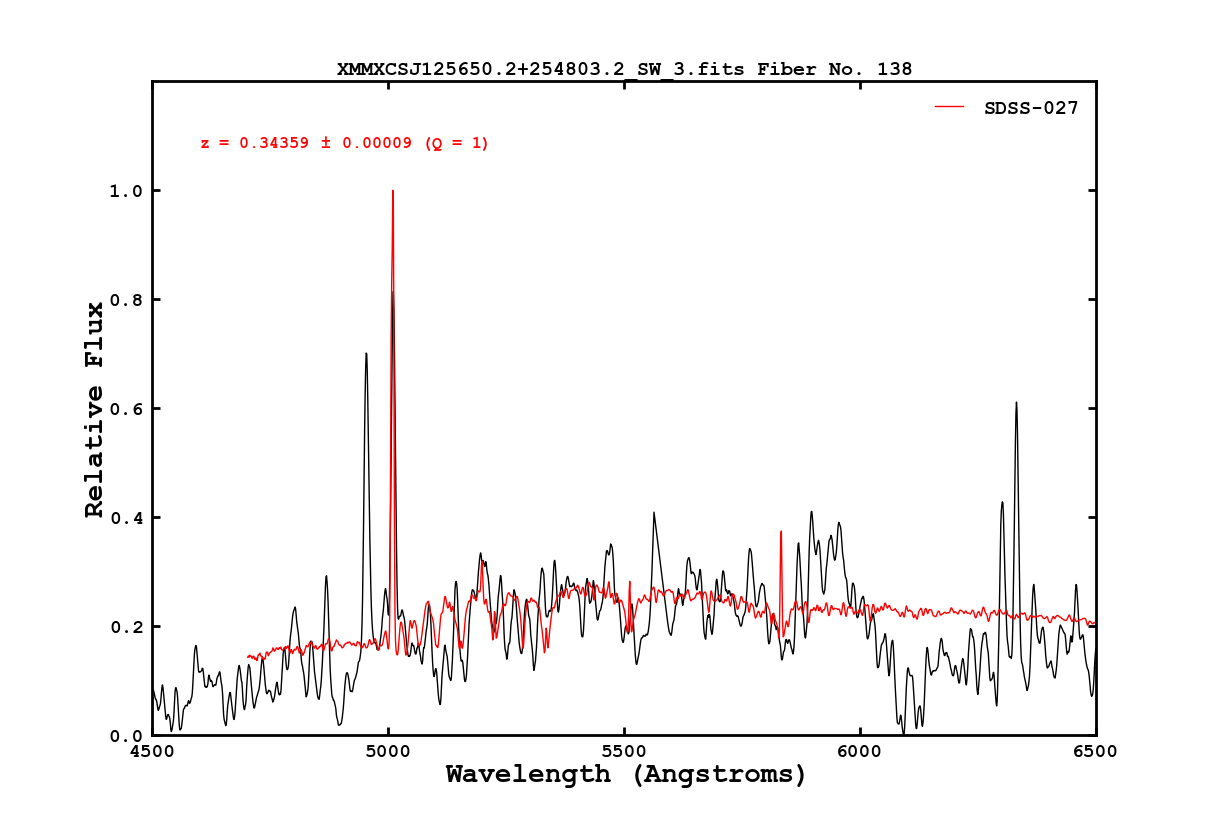 XMMXCSJ125650.2+254803.2_SW_3.fits Fiber No. 138
SDSS-027
z = 0.34359 ± 0.00009 (Q = 1)
1.0
0.8
0.6
0.4
0.2
0.0
Relative Flux
4500 5000 5500 6000 6500
Wavelength (Angstroms)